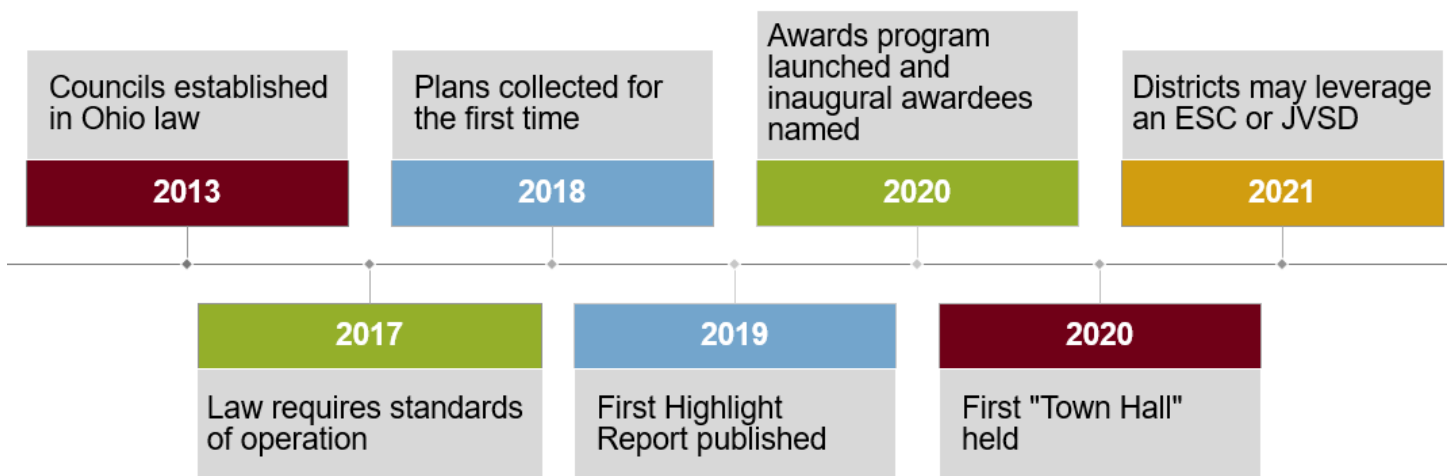 Councils established
in Ohio law
2013
2017
Law requires standards
of operation
Plans collected for
the first time
2018
2019
First Highlight
Report published
Awards program
launched and
inaugural awardees
named
2020
2020
First "Town Hall"
held
Districts may leverage
an ESC or JVSD
2021